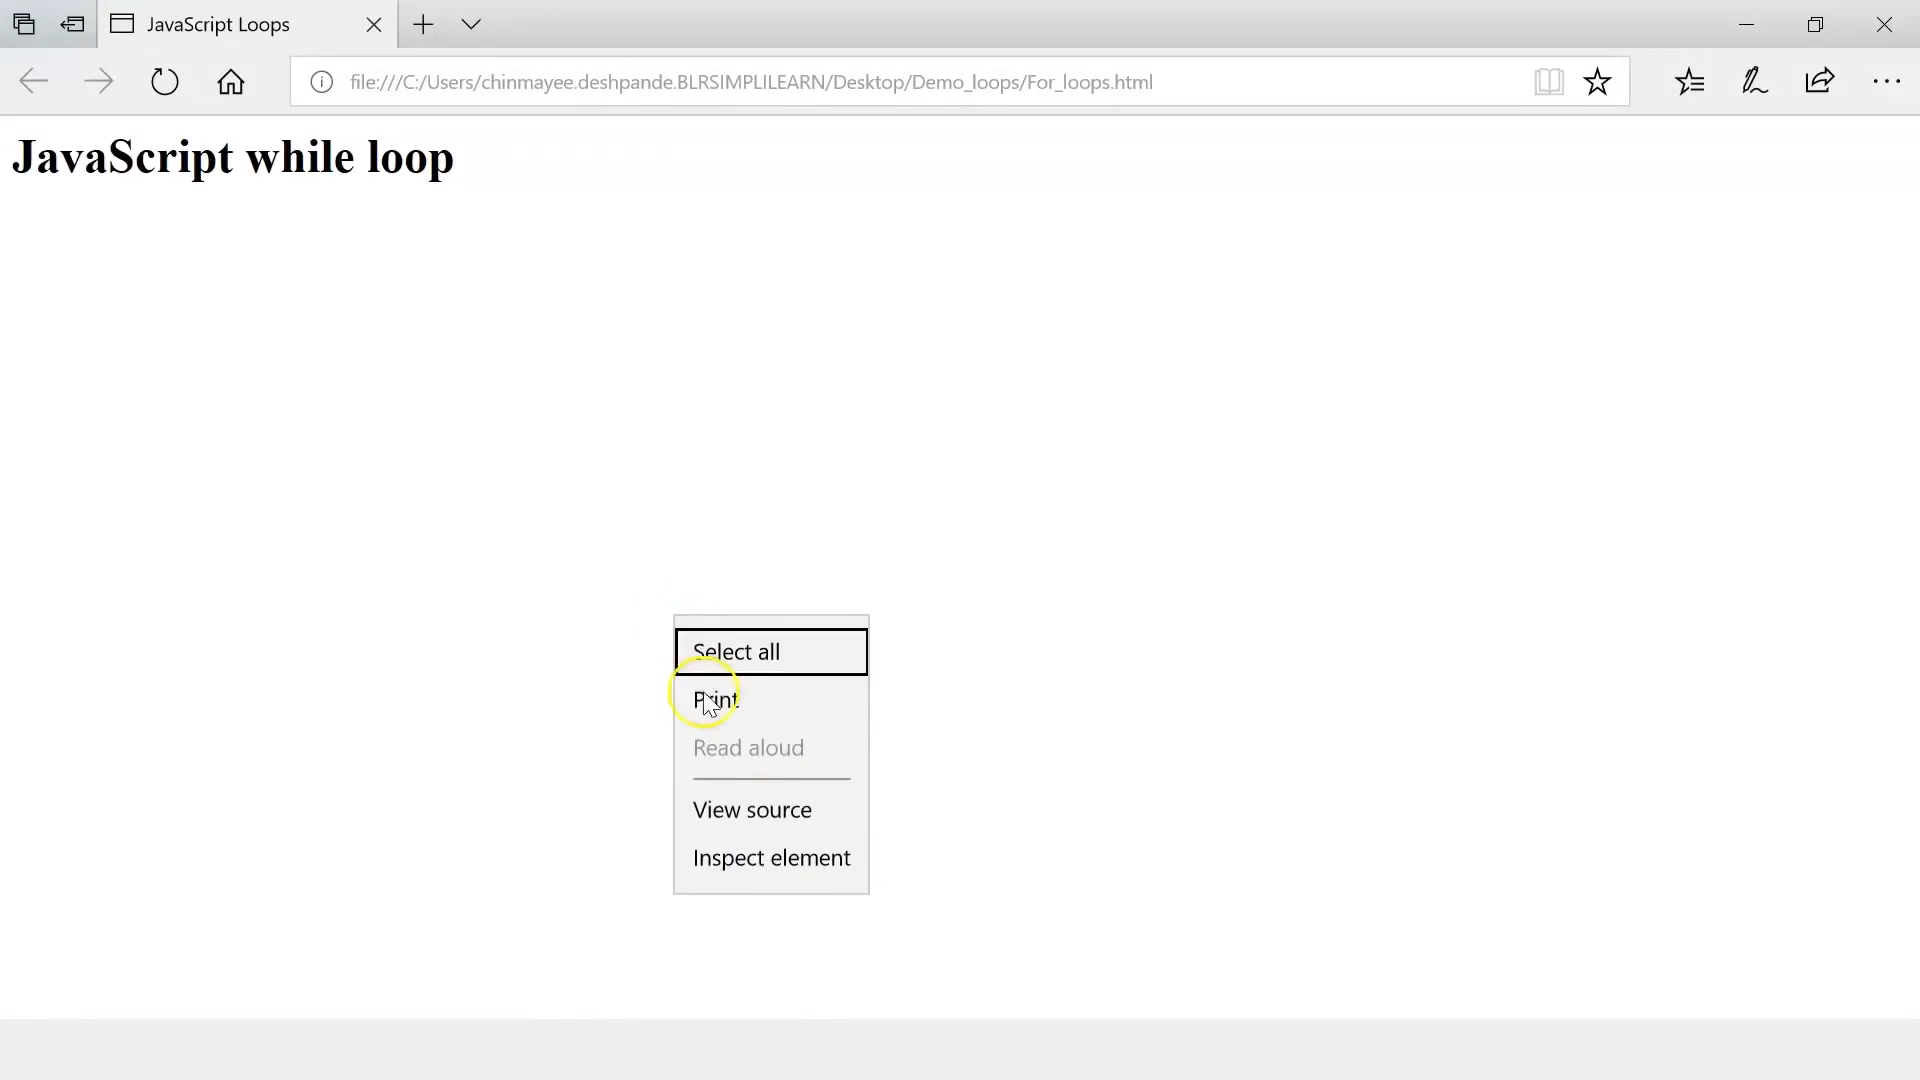 JavaScript Loops
file:///C:/Users/chinmayee.deshpande.BLRSIMPLILEARN/Desktop/Demo_loops/For_loops.html
JavaScript while loop
Select all
Print
Read aloud
View source
Inspect element